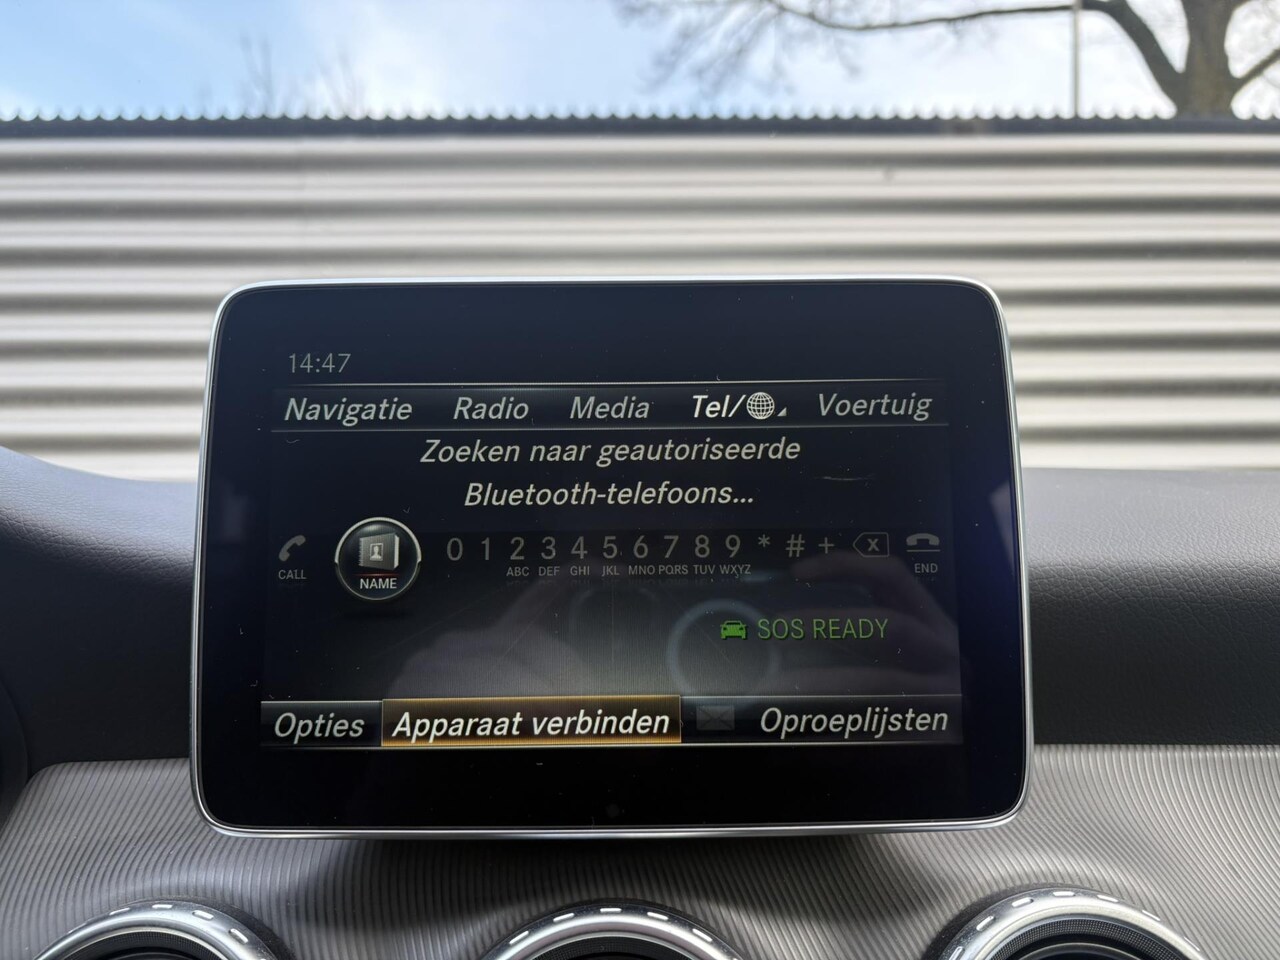 14:47
Navigatie Radio Media Tel/ Voertuig
Zoeken naar geautoriseerde
Bluetooth-telefoons...
0 1 2 3 4 5 6 7 8 9 * # + X
CALL NAME ABC DEF GHI JKL MNO PQRS TUV WXYZ END
SOS READY
Opties Apparaat verbinden Oproeplijsten